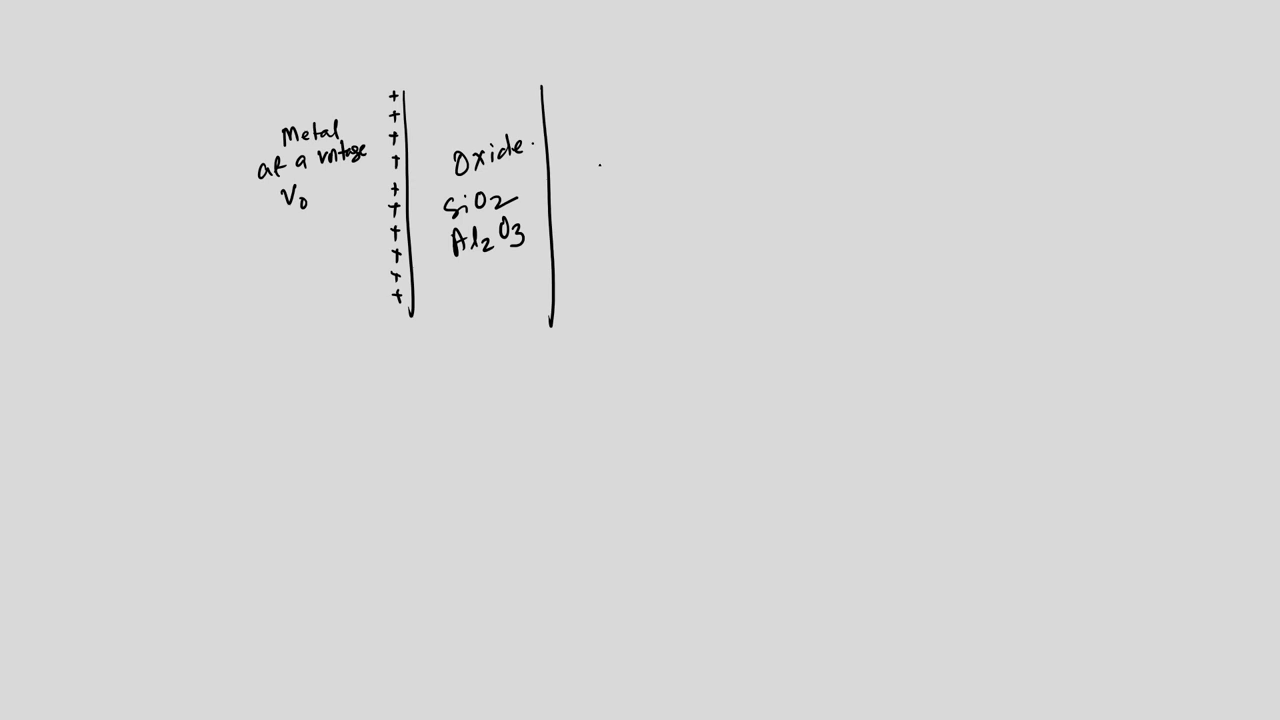 Metal
at a voltage
V₀
+
+
+
+
+
+
+
+
+
+
Oxide.
SiO₂
Al₂O₃